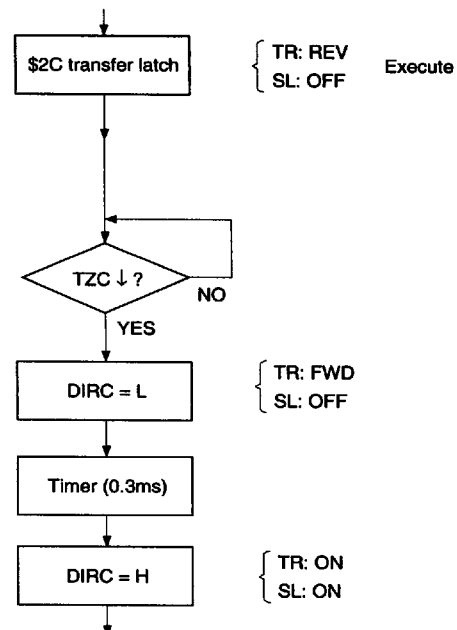 $2C transfer latch
TR: REV
SL: OFF
Execute
TZC ↓ ?
NO
YES
DIRC = L
TR: FWD
SL: OFF
Timer (0.3ms)
DIRC = H
TR: ON
SL: ON